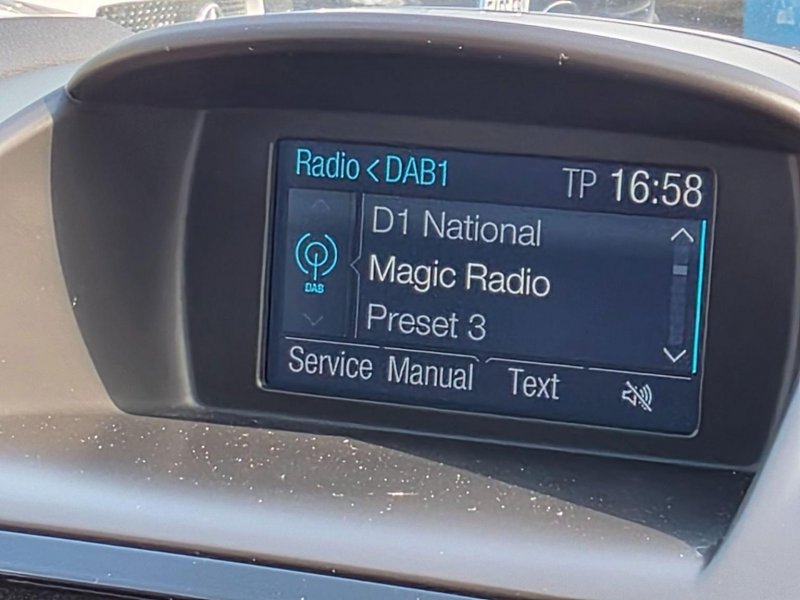 Radio < DAB1 TP 16:58
D1 National
Magic Radio
DAB
Preset 3
Service Manual Text